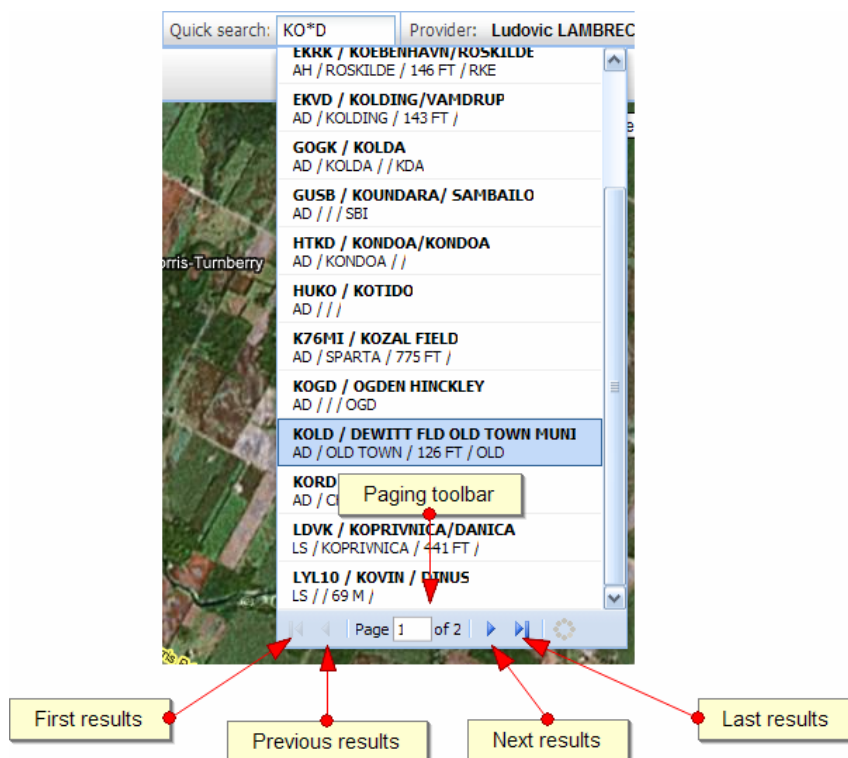 Quick search: KO*D Provider: Ludovic LAMBREC
EKRK / KOEBENHAVN/ROSKILDE
AH / ROSKILDE / 146 FT / RKE
EKVD / KOLDING/VAMDRUP
AD / KOLDING / 143 FT /
GOGK / KOLDA
AD / KOLDA / / KDA
GUSB / KOUNDARA/ SAMBAILO
AD / / / SBI
HTKD / KONDOA/KONDOA
AD / KONDOA / /
orris-Turnberry
HUKO / KOTIDO
AD / / /
K76MI / KOZAL FIELD
AD / SPARTA / 775 FT /
KOGD / OGDEN HINCKLEY
AD / / / OGD
KOLD / DEWITT FLD OLD TOWN MUNI
AD / OLD TOWN / 126 FT / OLD
KORD
AD /
Paging toolbar
LDVK / KOPRIVNICA/DANICA
LS / KOPRIVNICA / 441 FT /
LYL10 / KOVIN / DINUS
LS / / 69 M /
Page 1 of 2
First results
Previous results
Next results
Last results